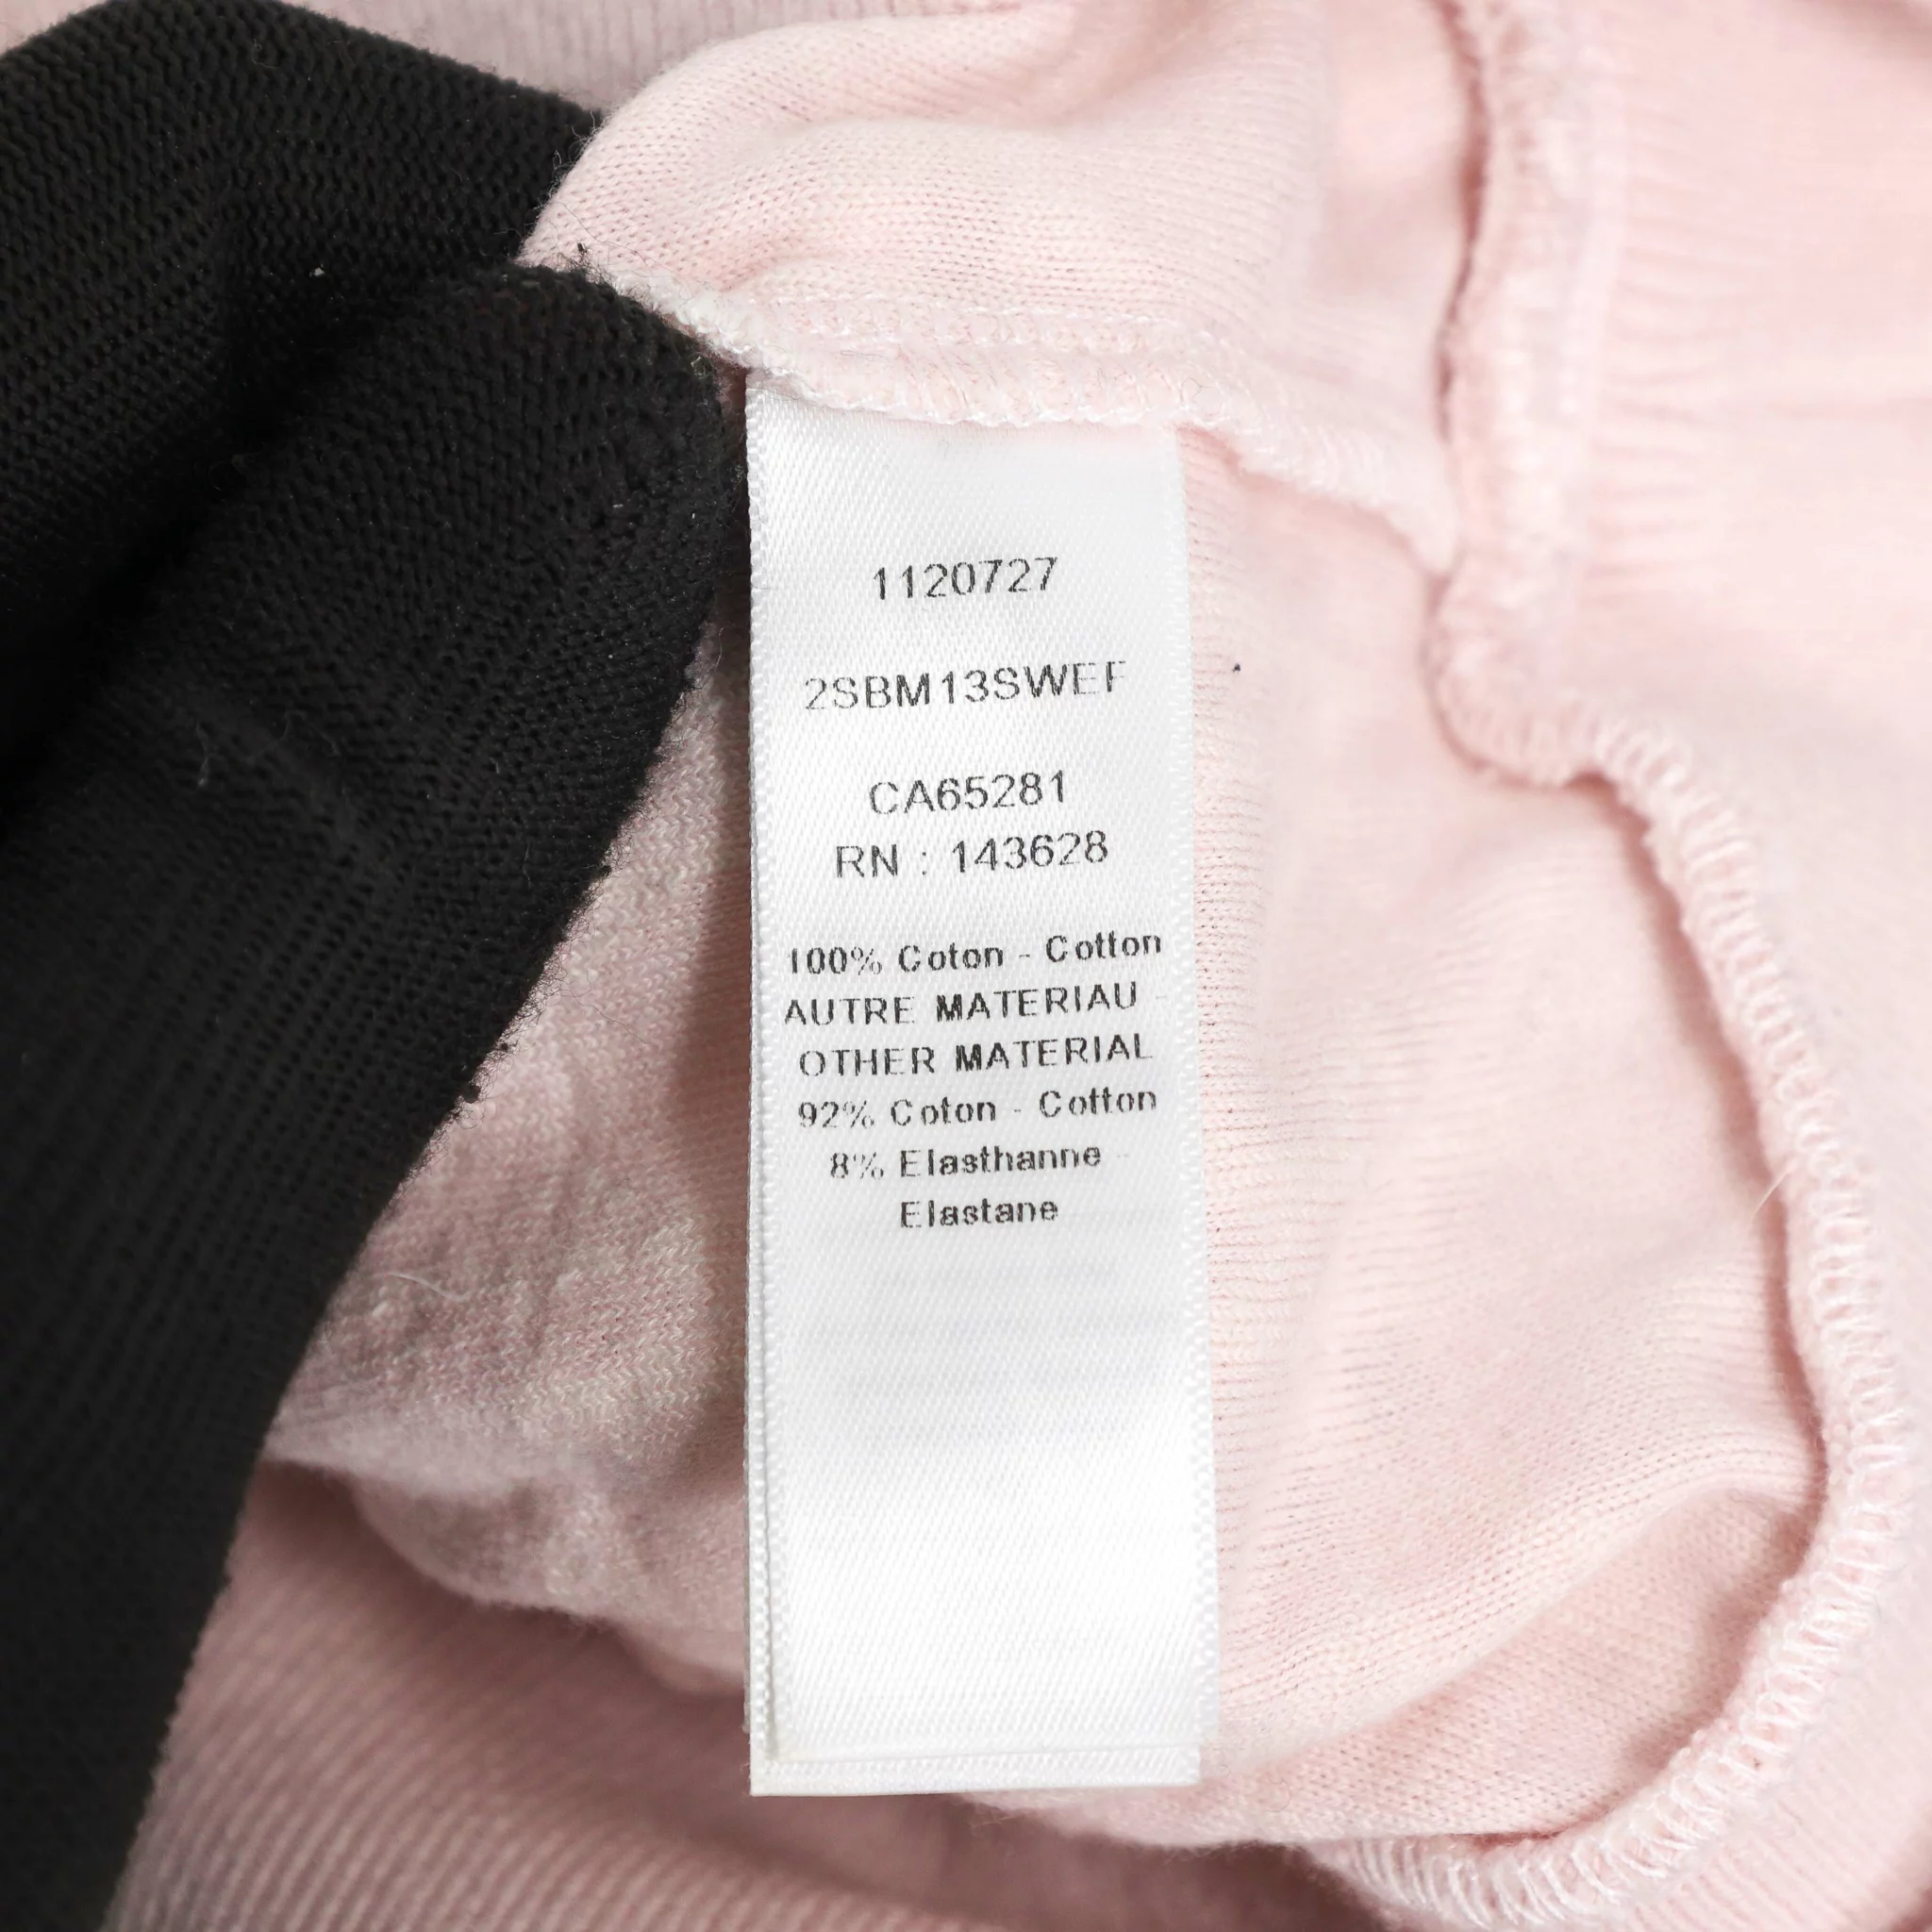 1120727
2SBM13SWEF
CA65281
RN : 143628
100% Coton - Cotton
AUTRE MATERIAU -
OTHER MATERIAL
92% Coton - Cotton
8% Elasthanne -
Elastane